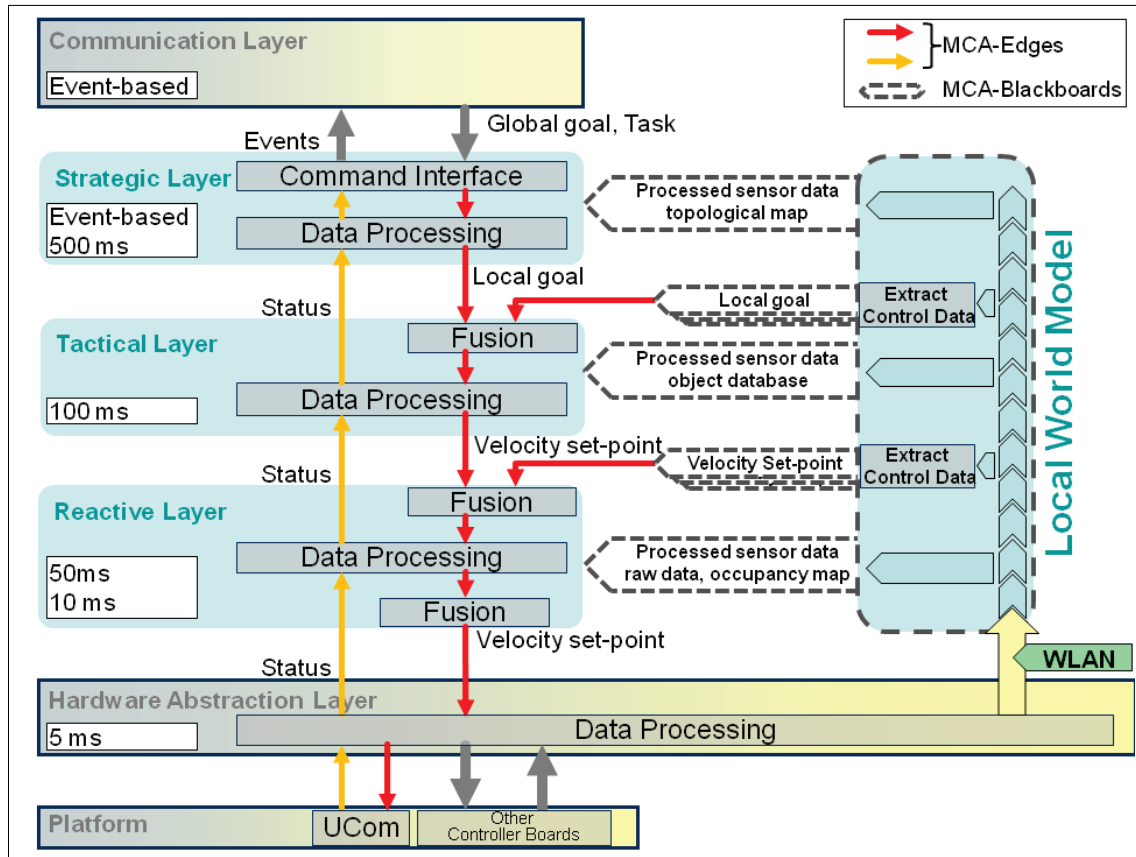 Communication Layer
Event-based
MCA-Edges
MCA-Blackboards
Events
Global goal, Task
Strategic Layer
Command Interface
Event-based
500 ms
Data Processing
Processed sensor data
topological map
Local goal
Status
Local goal
Extract
Control Data
Tactical Layer
Fusion
Processed sensor data
object database
100 ms
Data Processing
Velocity set-point
Status
Velocity Set-point
Extract
Control Data
Reactive Layer
Fusion
50ms
10 ms
Data Processing
Processed sensor data
raw data, occupancy map
Fusion
Velocity set-point
Status
Local World Model
WLAN
Hardware Abstraction Layer
5 ms
Data Processing
Platform
UCom
Other
Controller Boards